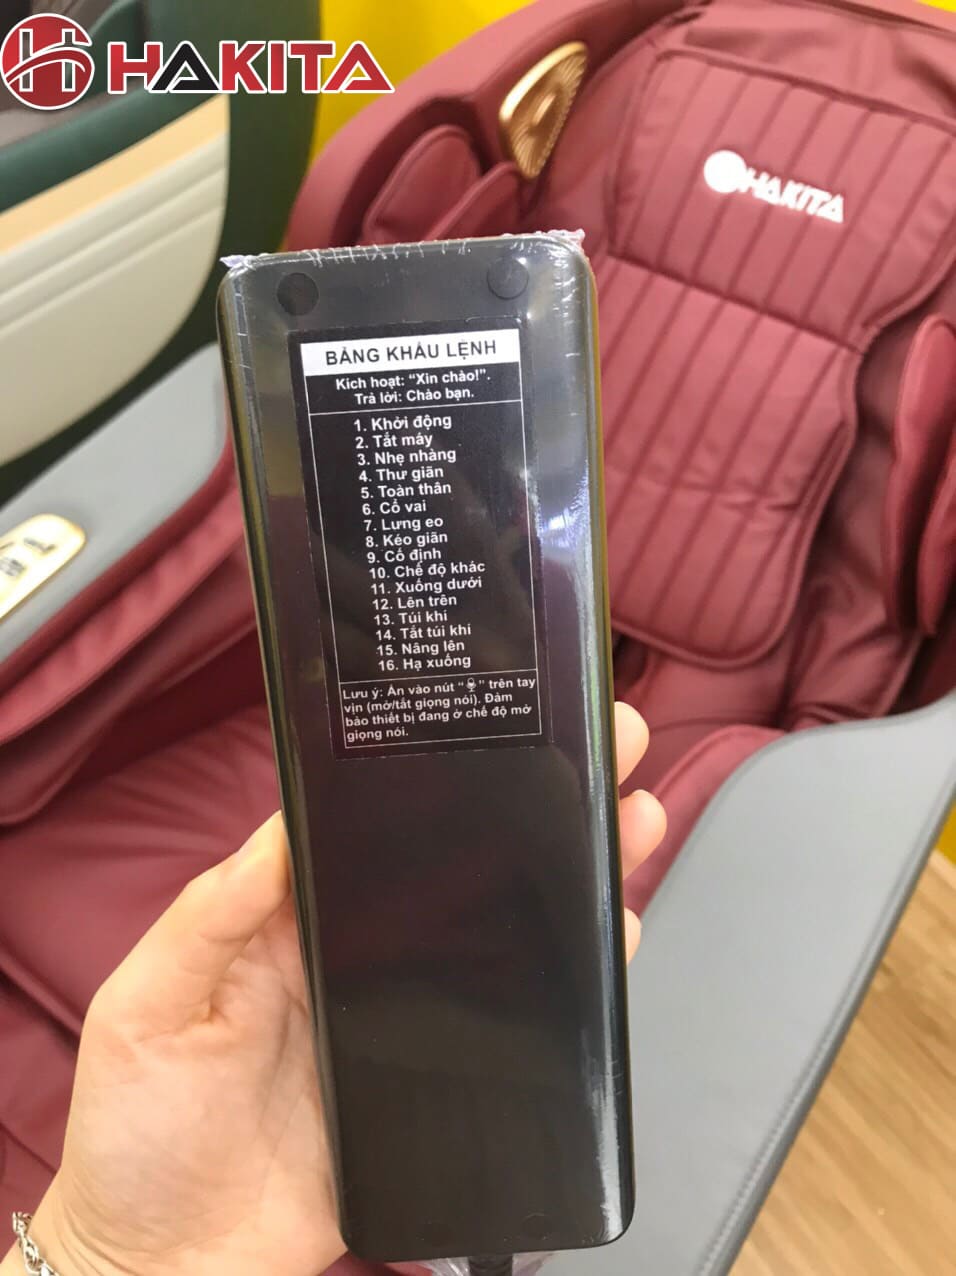 HAKITA
HAKITA
BẢNG KHẨU LỆNH
Kích hoạt: “Xin chào!”.
Trả lời: Chào bạn.
1. Khởi động
2. Tắt máy
3. Nhẹ nhàng
4. Thư giãn
5. Toàn thân
6. Cổ vai
7. Lưng eo
8. Kéo giãn
9. Cố định
10. Chế độ khác
11. Xuống dưới
12. Lên trên
13. Túi khí
14. Tắt túi khí
15. Nâng lên
16. Hạ xuống
Lưu ý: Ấn vào nút “ ” trên tay
vịn (mở/tắt giọng nói). Đảm
bảo thiết bị đang ở chế độ mở
giọng nói.